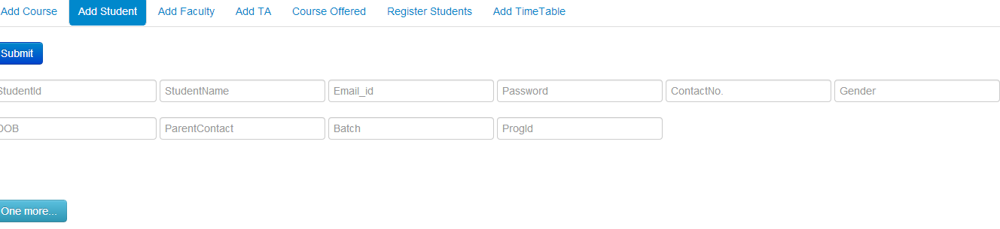 Add Course Add Student Add Faculty Add TA Course Offered Register Students Add TimeTable
Submit
StudentId StudentName Email_id Password ContactNo. Gender
DOB ParentContact Batch ProgId
One more...